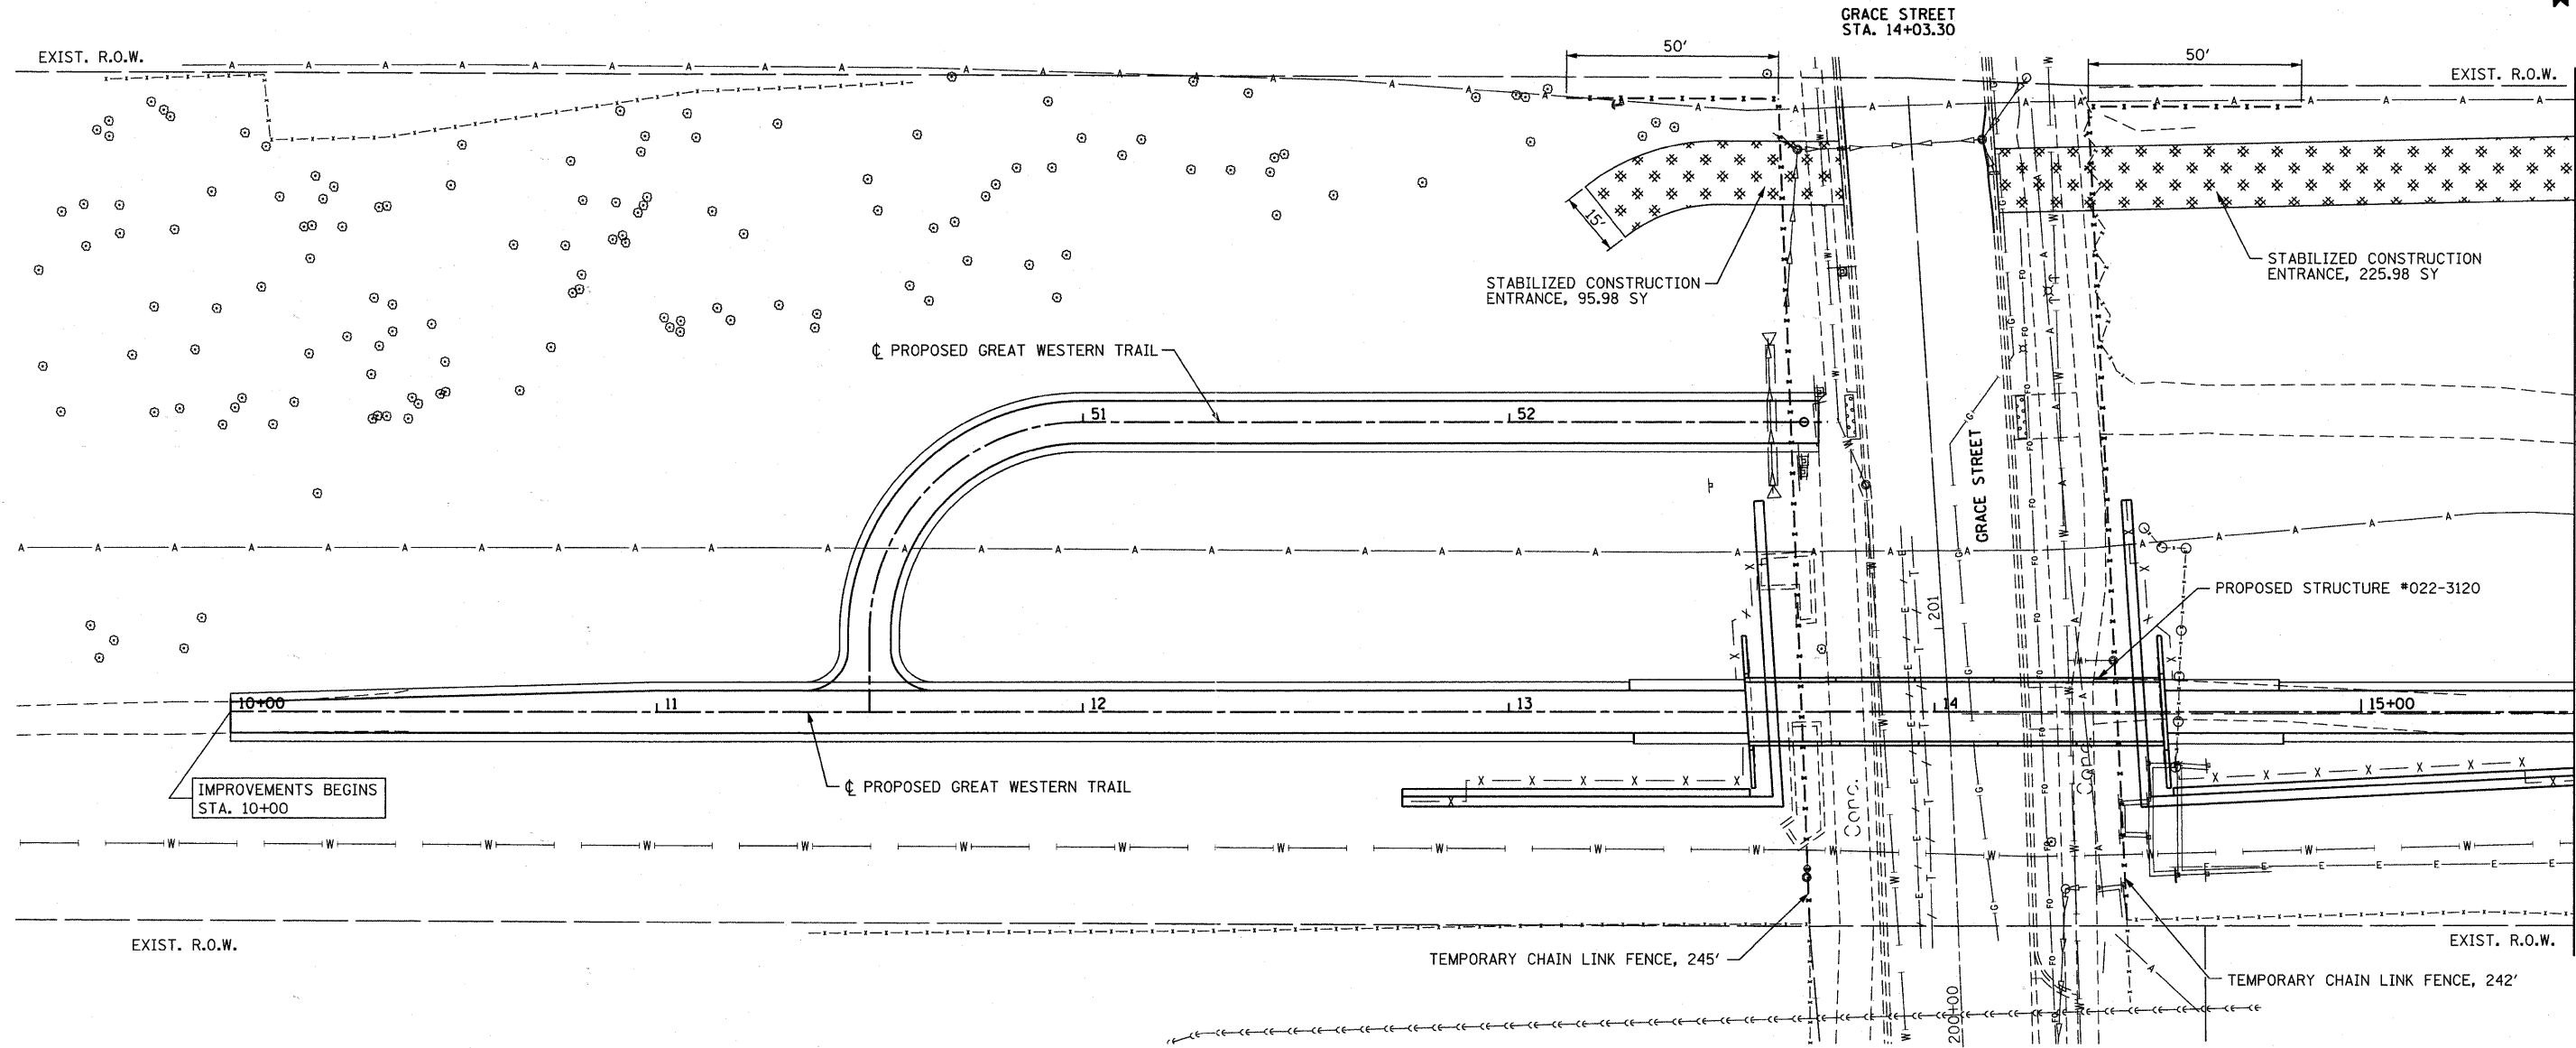 GRACE STREET
STA. 14+03.30
EXIST. R.O.W.
50'
50'
EXIST. R.O.W.
15'
STABILIZED CONSTRUCTION
ENTRANCE, 95.98 SY
STABILIZED CONSTRUCTION
ENTRANCE, 225.98 SY
℄ PROPOSED GREAT WESTERN TRAIL
51
52
GRACE STREET
PROPOSED STRUCTURE #022-3120
201
10+00
11
12
13
14
15+00
IMPROVEMENTS BEGINS
STA. 10+00
℄ PROPOSED GREAT WESTERN TRAIL
Conc.
Conc.
EXIST. R.O.W.
EXIST. R.O.W.
TEMPORARY CHAIN LINK FENCE, 245'
TEMPORARY CHAIN LINK FENCE, 242'
200+00